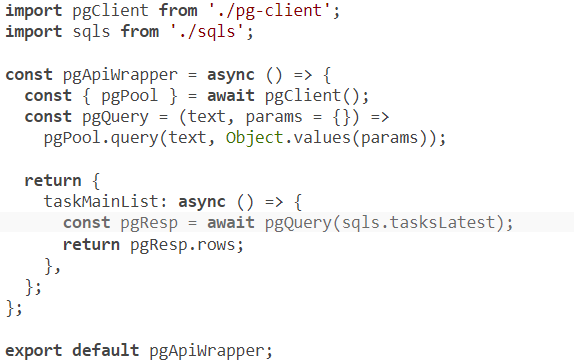 import pgClient from './pg-client';
import sqls from './sqls';

const pgApiWrapper = async () => {
  const { pgPool } = await pgClient();
  const pgQuery = (text, params = {}) =>
    pgPool.query(text, Object.values(params));

  return {
    taskMainList: async () => {
      const pgResp = await pgQuery(sqls.tasksLatest);
      return pgResp.rows;
    },
  };
};

export default pgApiWrapper;